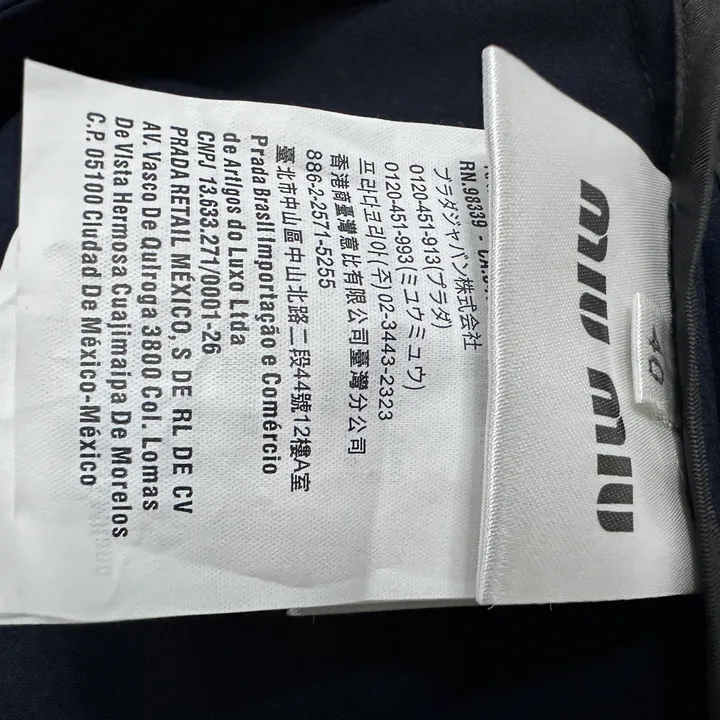 MIU MIU
40
RN.98339 - CA.
プラダジャパン株式会社
0120-451-913(プラダ)
0120-451-993(ミュウミュウ)
프라다코리아(주)02-3443-2323
香港商臺灣意比有限公司臺灣分公司
886-2-2571-5255
臺北市中山區中山北路二段44號12樓A室
Prada Brasil Importação e Comércio
de Artigos do Luxo Ltda
CNPJ 13.633.271/0001-26
PRADA RETAIL MÉXICO, S DE RL DE CV
AV. Vasco De Quiroga 3800 Col. Lomas
De Vista Hermosa Cuajimaipa De Morelos
C.P. 05100 Ciudad De México-México